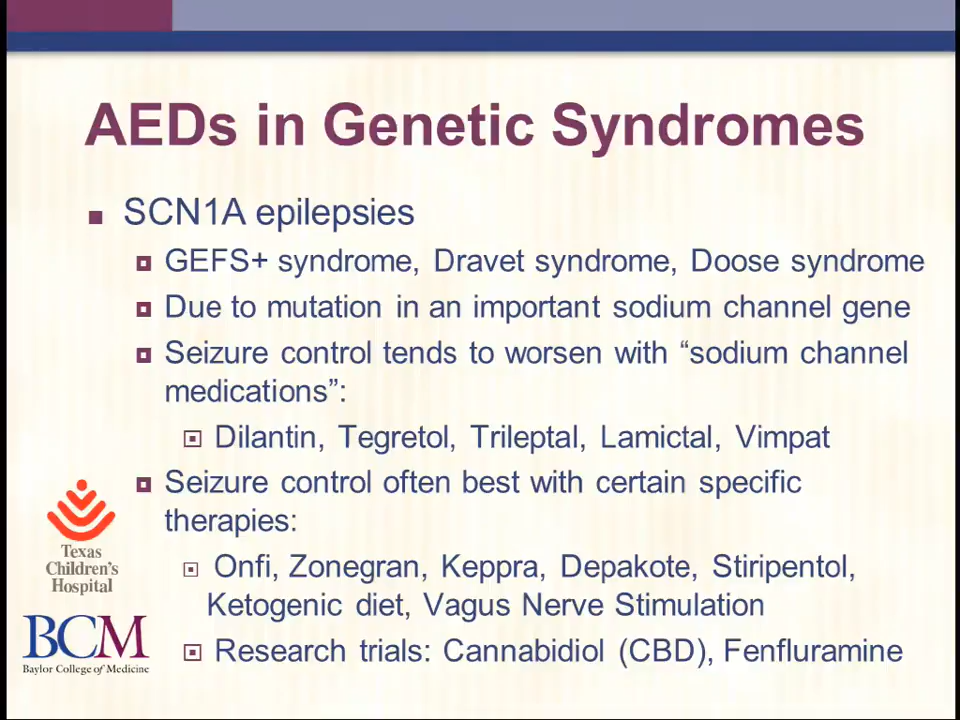 AEDs in Genetic Syndromes
SCN1A epilepsies
GEFS+ syndrome, Dravet syndrome, Doose syndrome
Due to mutation in an important sodium channel gene
Seizure control tends to worsen with “sodium channel
medications”:
Dilantin, Tegretol, Trileptal, Lamictal, Vimpat
Seizure control often best with certain specific
therapies:
Onfi, Zonegran, Keppra, Depakote, Stiripentol,
Ketogenic diet, Vagus Nerve Stimulation
Research trials: Cannabidiol (CBD), Fenfluramine
Texas
Children's
Hospital
BCM
Baylor College of Medicine